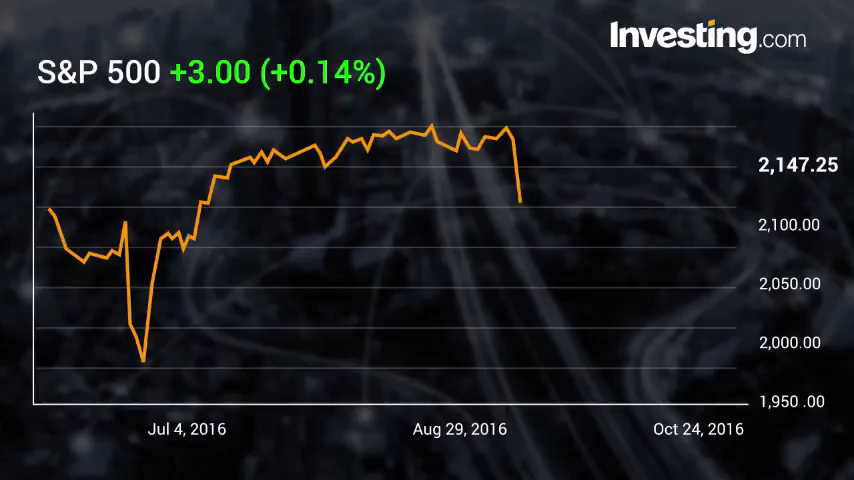 Investing.com
S&P 500 +3.00 (+0.14%)
2,147.25
2,100.00
2,050.00
2,000.00
1,950 .00
Jul 4, 2016
Aug 29, 2016
Oct 24, 2016